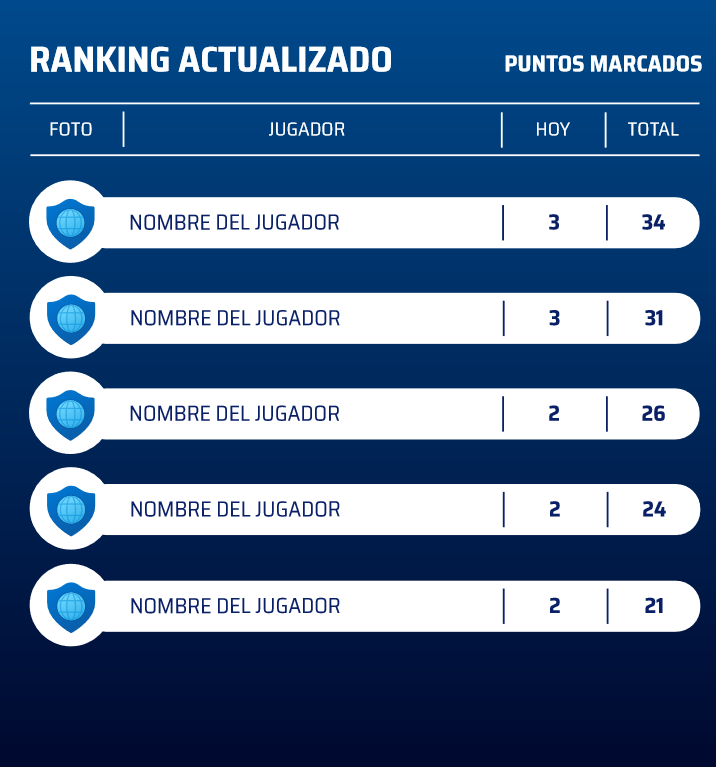 RANKING ACTUALIZADO
PUNTOS MARCADOS
FOTO JUGADOR HOY TOTAL
NOMBRE DEL JUGADOR 3 34
NOMBRE DEL JUGADOR 3 31
NOMBRE DEL JUGADOR 2 26
NOMBRE DEL JUGADOR 2 24
NOMBRE DEL JUGADOR 2 21